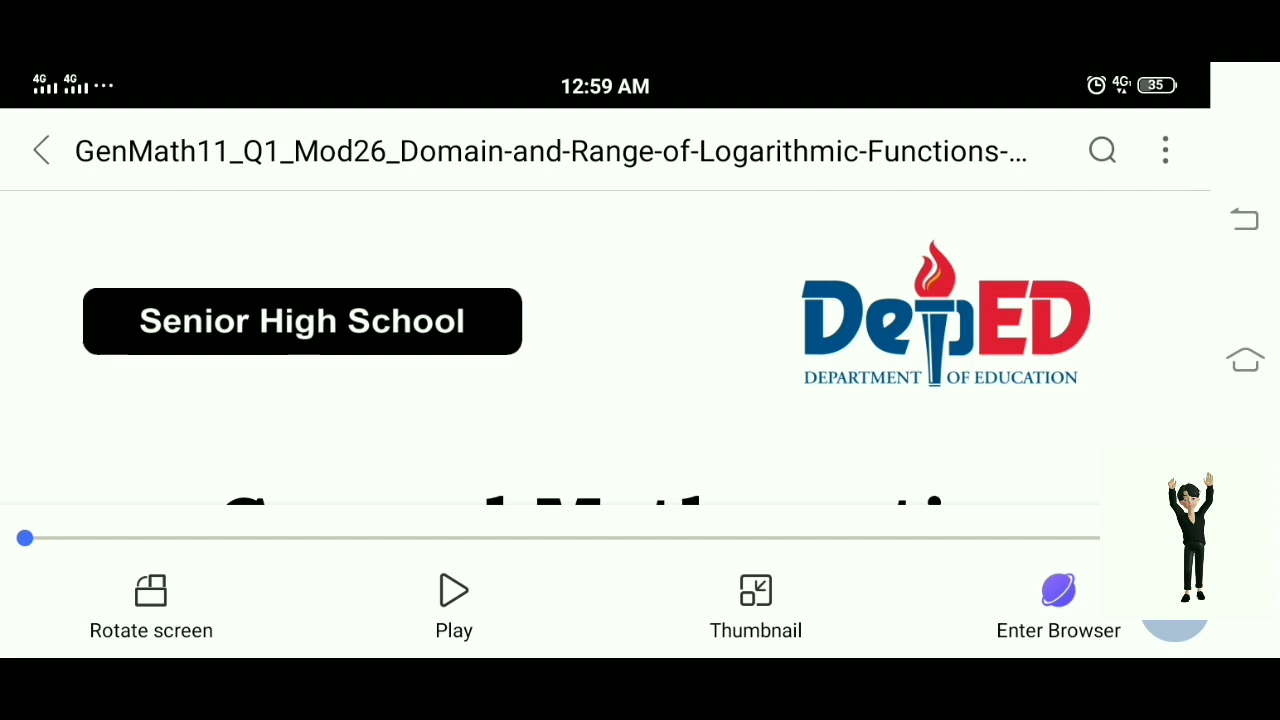 4G 4G
12:59 AM
4G 35
GenMath11_Q1_Mod26_Domain-and-Range-of-Logarithmic-Functions-...
Senior High School
DepED
DEPARTMENT OF EDUCATION
Rotate screen
Play
Thumbnail
Enter Browser